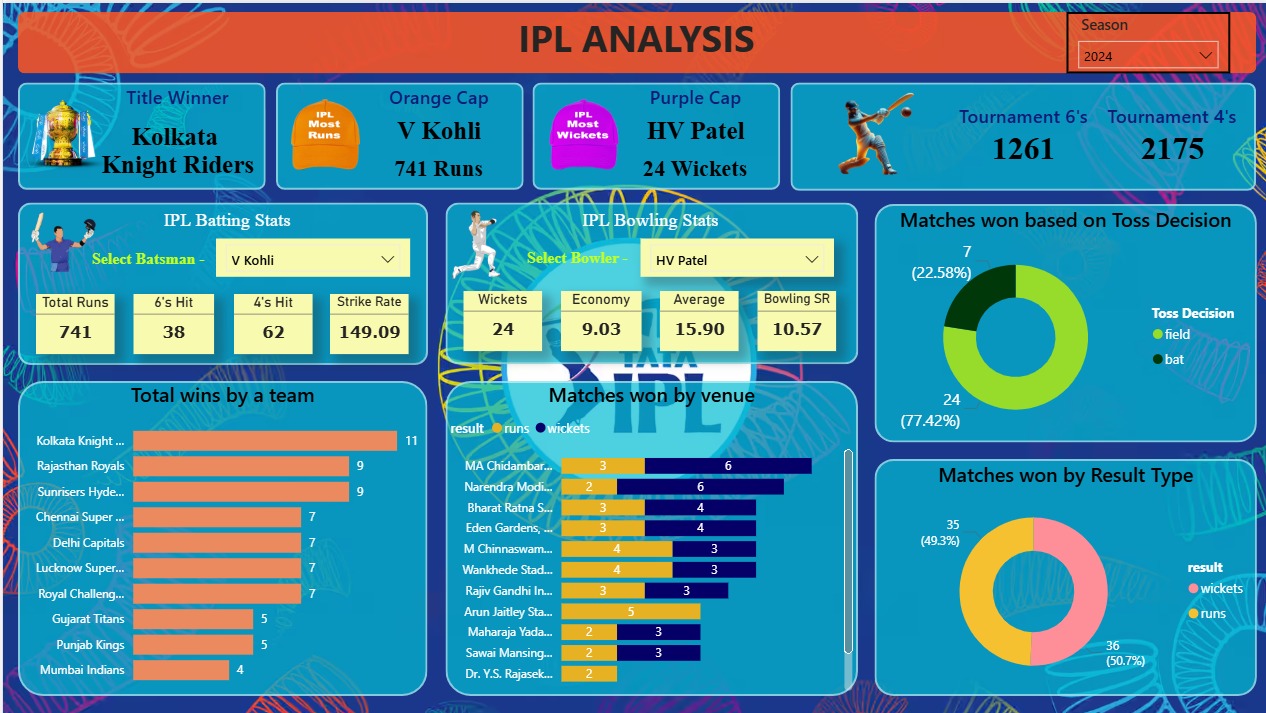 IPL ANALYSIS
Season
2024
Title Winner
Kolkata
Knight Riders
IPL
Most
Runs
Orange Cap
V Kohli
741 Runs
IPL
Most
Wickets
Purple Cap
HV Patel
24 Wickets
Tournament 6's
1261
Tournament 4's
2175
IPL Batting Stats
Select Batsman -
V Kohli
Total Runs
741
6's Hit
38
4's Hit
62
Strike Rate
149.09
IPL Bowling Stats
Select Bowler -
HV Patel
Wickets
24
Economy
9.03
Average
15.90
Bowling SR
10.57
TATA
IPL
Matches won based on Toss Decision
7
(22.58%)
24
(77.42%)
Toss Decision
field
bat
Total wins by a team
Kolkata Knight ... 11
Rajasthan Royals 9
Sunrisers Hyde... 9
Chennai Super ... 7
Delhi Capitals 7
Lucknow Super... 7
Royal Challeng... 7
Gujarat Titans 5
Punjab Kings 5
Mumbai Indians 4
Matches won by venue
result runs wickets
MA Chidambar... 3 6
Narendra Modi... 2 6
Bharat Ratna S... 3 4
Eden Gardens, ... 3 4
M Chinnaswam... 4 3
Wankhede Stad... 4 3
Rajiv Gandhi In... 3 3
Arun Jaitley Sta... 5
Maharaja Yada... 2 3
Sawai Mansing... 2 3
Dr. Y.S. Rajasek... 2
Matches won by Result Type
35
(49.3%)
36
(50.7%)
result
wickets
runs